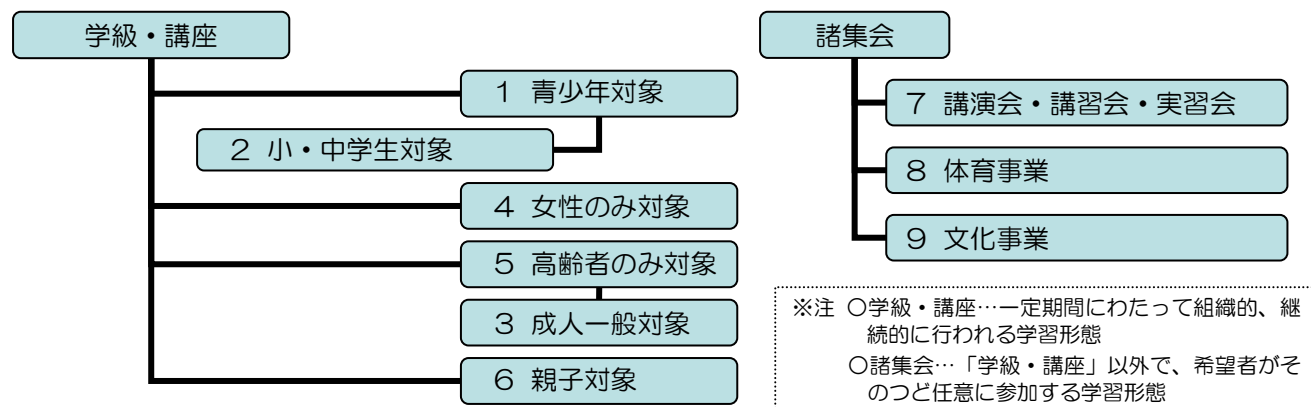 学級・講座
1 青少年対象
2 小・中学生対象
4 女性のみ対象
5 高齢者のみ対象
3 成人一般対象
6 親子対象
諸集会
7 講演会・講習会・実習会
8 体育事業
9 文化事業
※注 ○学級・講座…一定期間にわたって組織的、継
続的に行われる学習形態
○諸集会…「学級・講座」以外で、希望者がそ
のつど任意に参加する学習形態